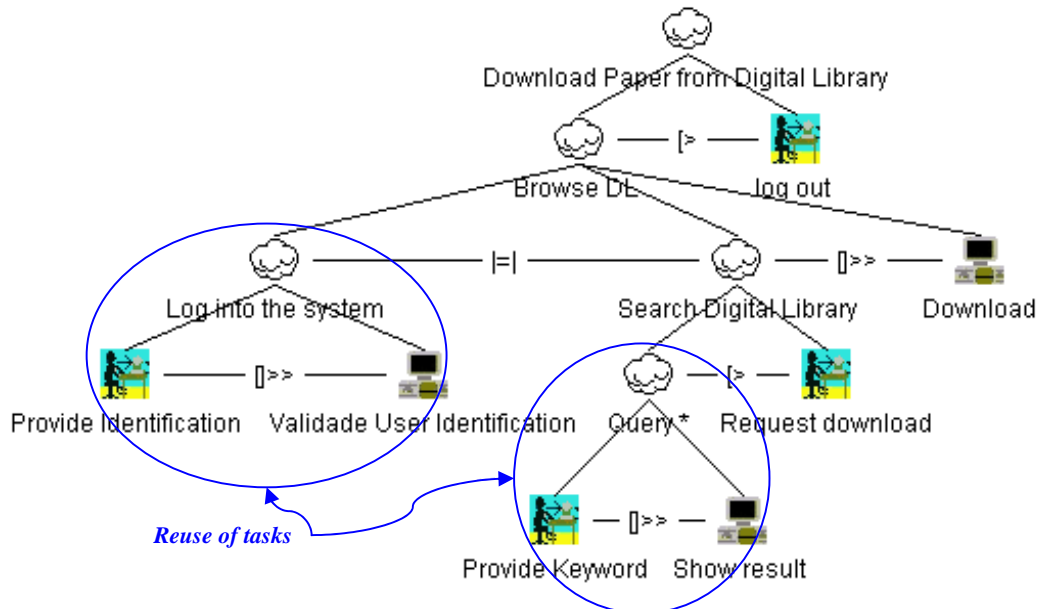 Download Paper from Digital Library
[>
Browse DL
log out
|=|
[]>>
Log into the system
Search Digital Library
Download
[]>>
[>
Provide Identification
Validade User Identification
Query *
Request download
[]>>
Reuse of tasks
Provide Keyword
Show result